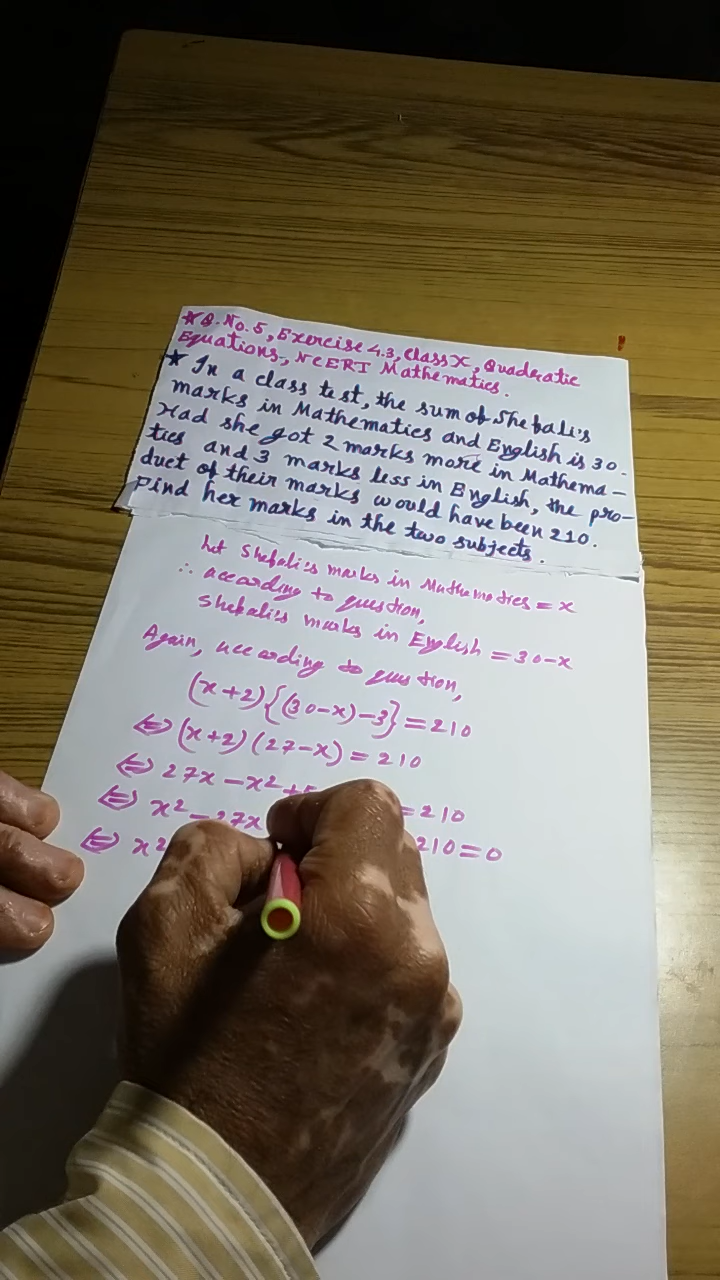 ★Q. No. 5, Exercise 4.3, Class X, Quadratic
Equations, NCERT Mathematics.
★ In a class test, the sum of Shefali's
marks in Mathematics and English is 30.
Had she got 2 marks more in Mathema-
tics and 3 marks less in English, the pro-
duct of their marks would have been 210.
Find her marks in the two subjects.
Let Shefali's marks in Mathematics = x
∴ according to question,
Shefali's marks in English = 30-x
Again, according to question,
(x+2){(30-x)-3} = 210
⇔ (x+2)(27-x) = 210
⇔ 27x - x² + = 210
⇔ x² - 27x
⇔ x² 210 = 0